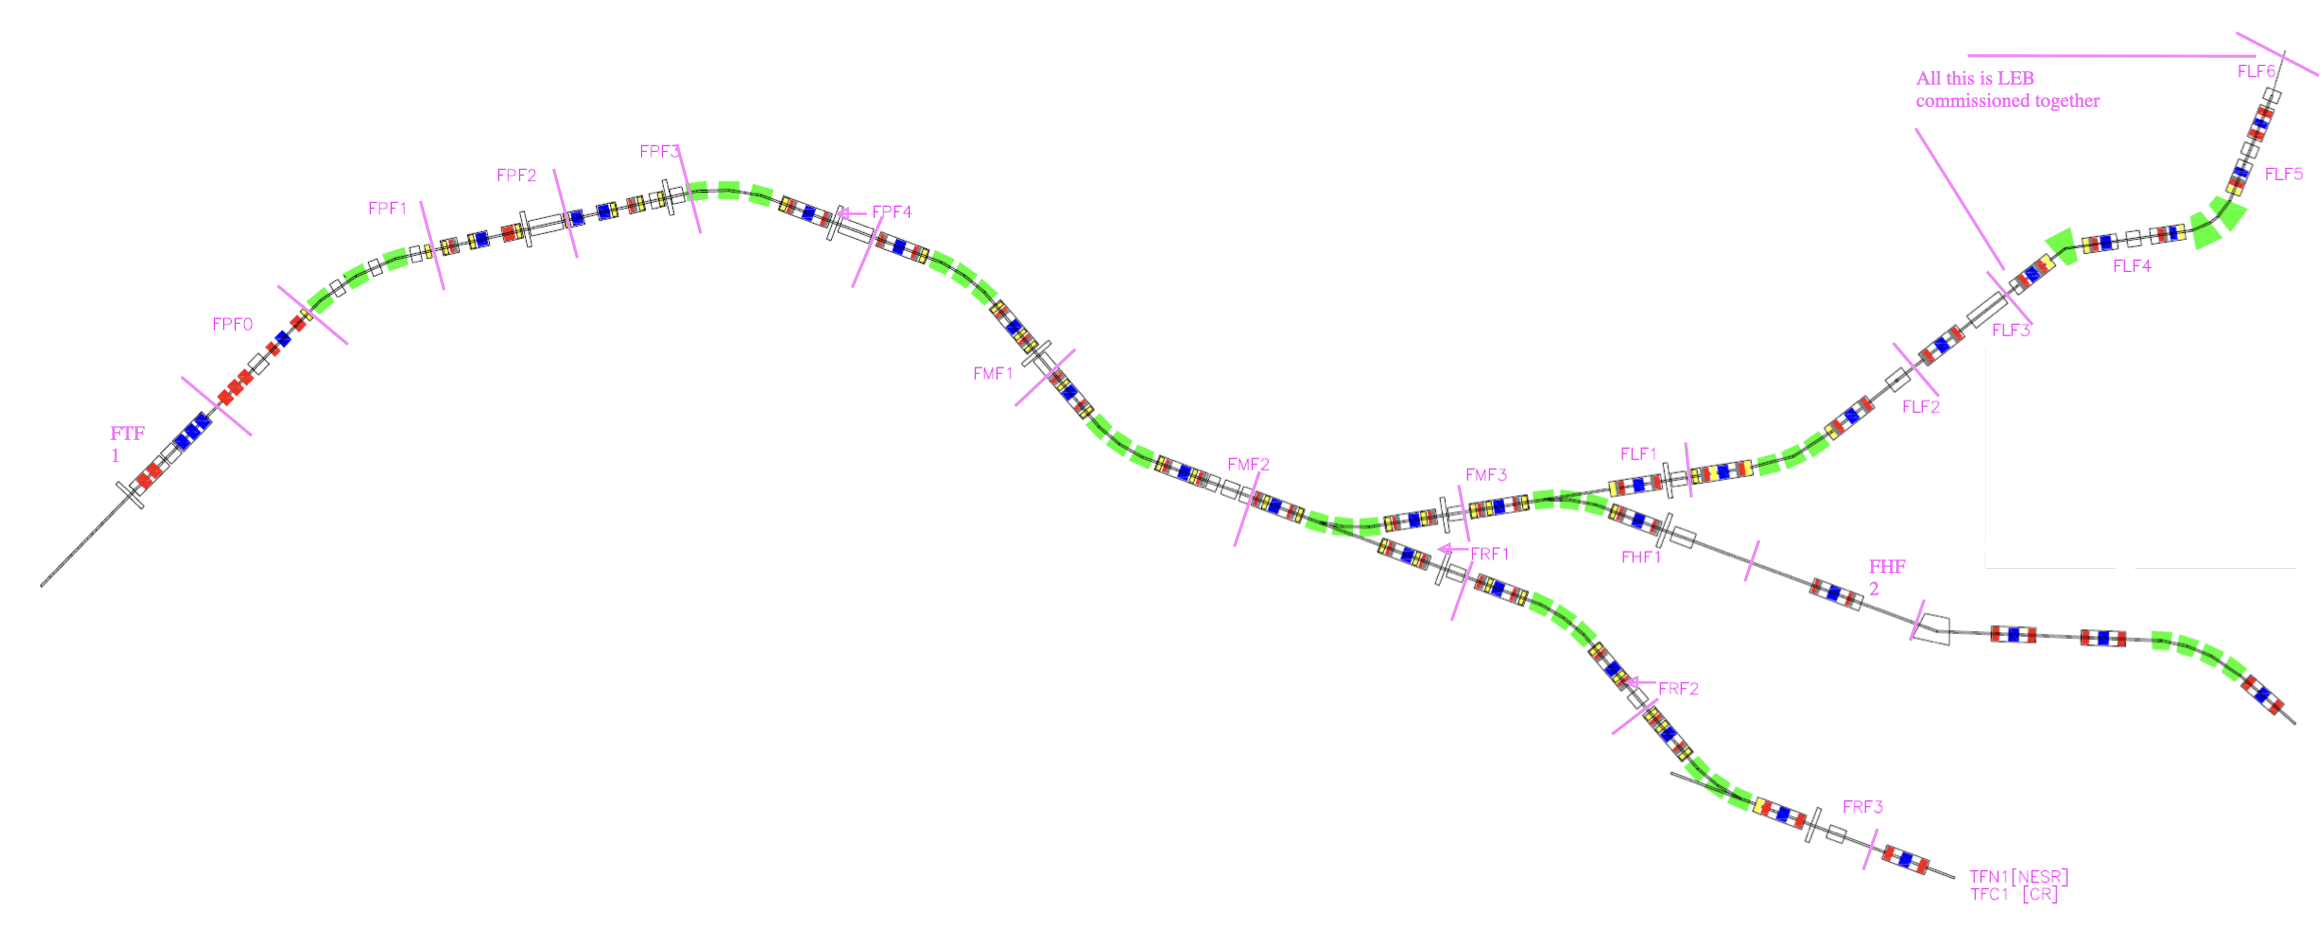 FLF6
All this is LEB
commissioned together
FPF3
FPF2
FLF5
FPF1
FPF4
FLF4
FPF0
FLF3
FMF1
FLF2
FTF
1
FLF1
FMF2
FMF3
FRF1
FHF1
FHF
2
FRF2
FRF3
TFN1[NESR]
TFC1 [CR]